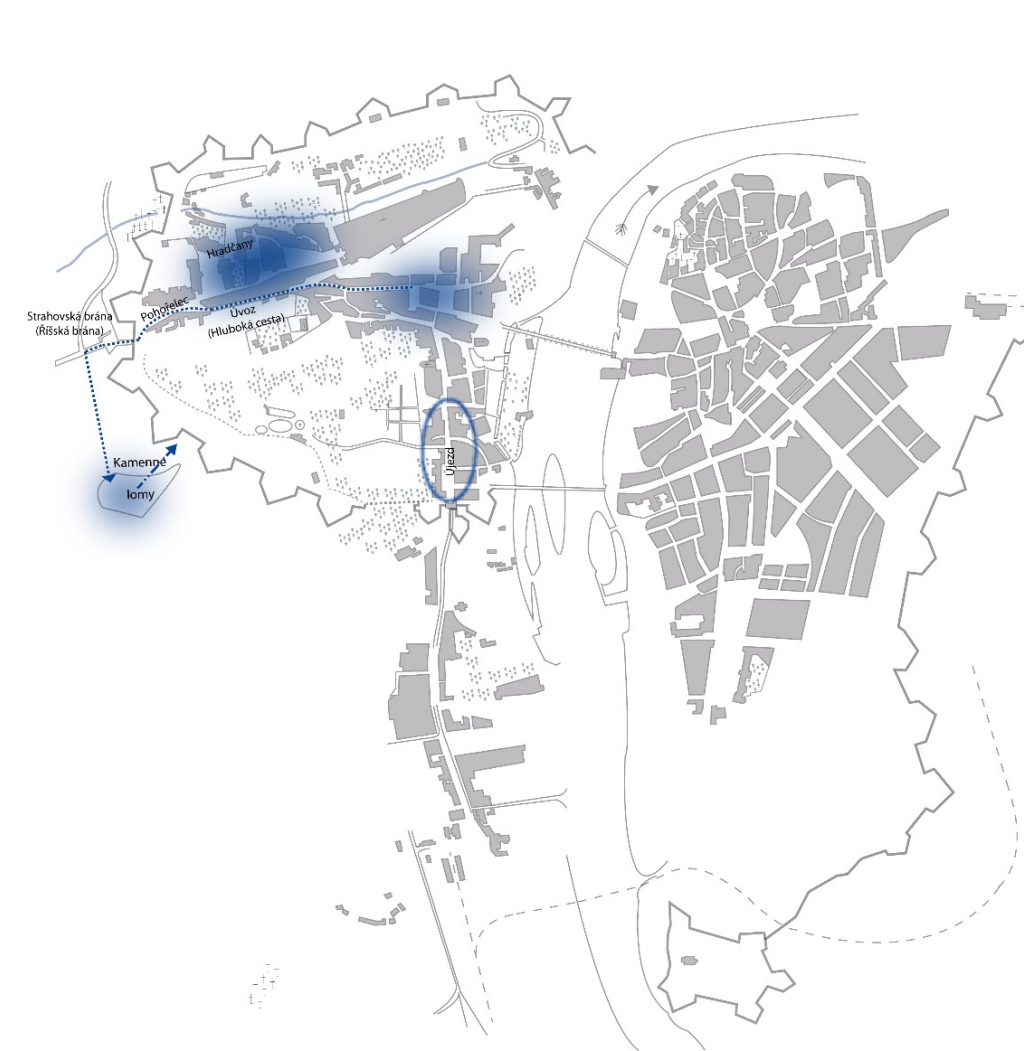 Hradčany
Pohořelec
Strahovská brána
(Říšská brána)
Úvoz
(Hluboká cesta)
Újezd
Kamenné
lomy